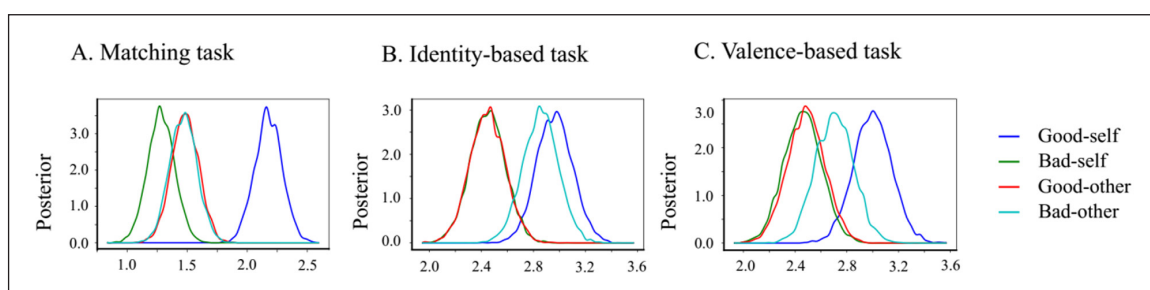 A. Matching task
B. Identity-based task
C. Valence-based task
Posterior
3.0
2.0
1.0
0.0
1.0 1.5 2.0 2.5
3.0
2.0
1.0
0.0
2.0 2.4 2.8 3.2 3.6
Posterior
3.0
2.0
1.0
0.0
2.0 2.4 2.8 3.2 3.6
Good-self
Bad-self
Good-other
Bad-other